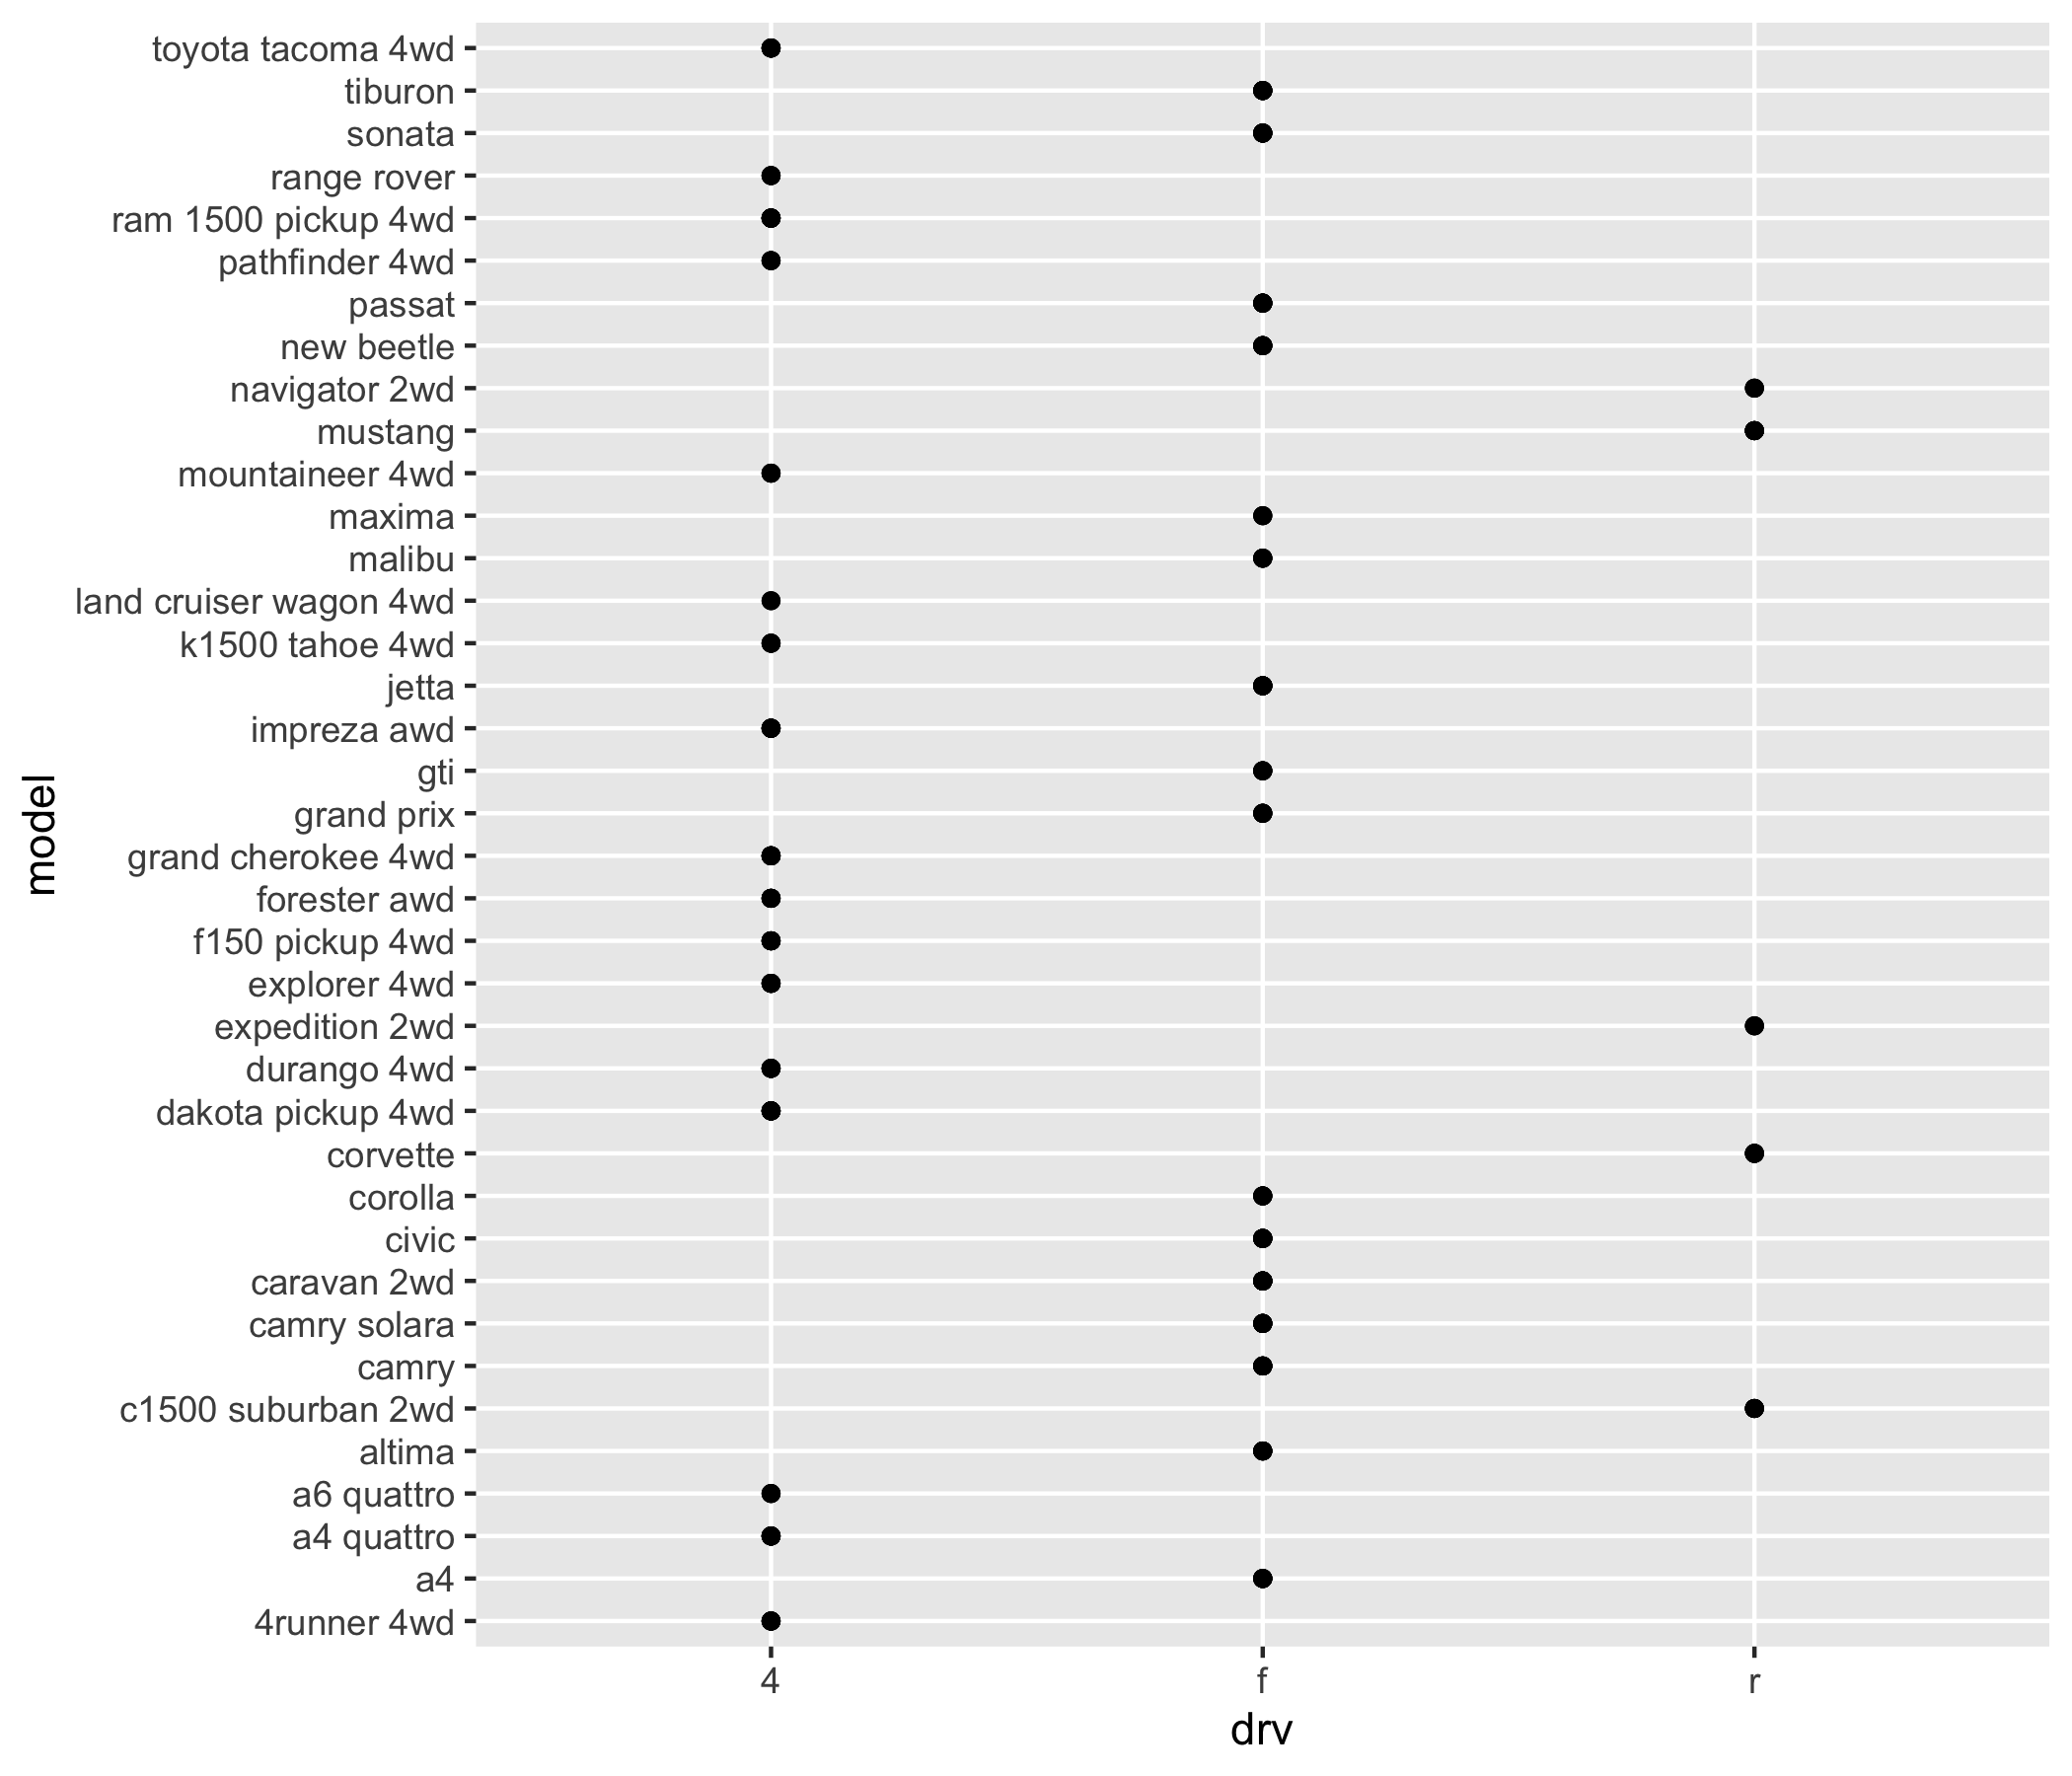 toyota tacoma 4wd
tiburon
sonata
range rover
ram 1500 pickup 4wd
pathfinder 4wd
passat
new beetle
navigator 2wd
mustang
mountaineer 4wd
maxima
malibu
land cruiser wagon 4wd
k1500 tahoe 4wd
jetta
impreza awd
gti
grand prix
grand cherokee 4wd
forester awd
f150 pickup 4wd
explorer 4wd
expedition 2wd
durango 4wd
dakota pickup 4wd
corvette
corolla
civic
caravan 2wd
camry solara
camry
c1500 suburban 2wd
altima
a6 quattro
a4 quattro
a4
4runner 4wd
model
4 f r
drv